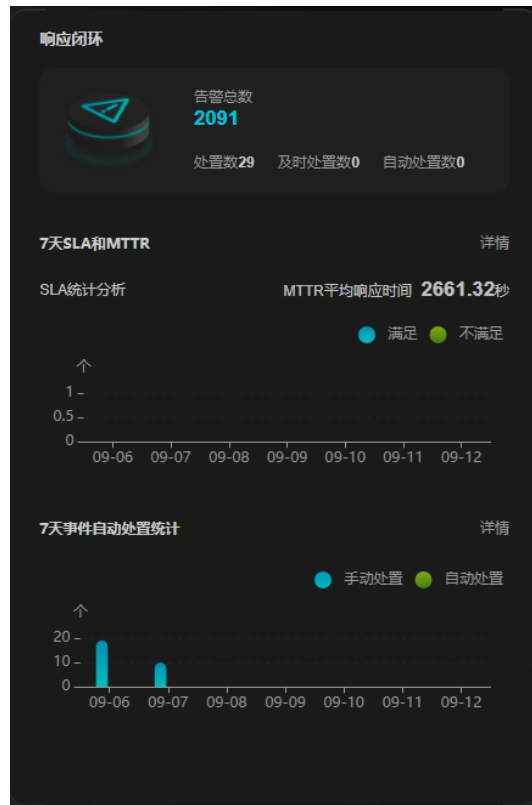 响应闭环
告警总数
2091
处置数29 及时处置数0 自动处置数0
7天SLA和MTTR 详情
SLA统计分析 MTTR平均响应时间 2661.32秒
满足 不满足
个
1
0.5
0
09-06 09-07 09-08 09-09 09-10 09-11 09-12
7天事件自动处置统计 详情
手动处置 自动处置
个
20
10
0
09-06 09-07 09-08 09-09 09-10 09-11 09-12